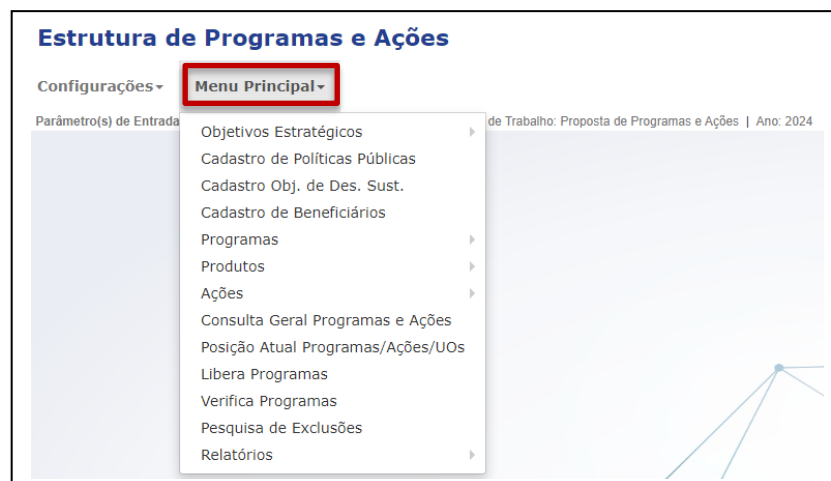 Estrutura de Programas e Ações
Configurações Menu Principal
Parâmetro(s) de Entrada de Trabalho: Proposta de Programas e Ações | Ano: 2024
Objetivos Estratégicos
Cadastro de Políticas Públicas
Cadastro Obj. de Des. Sust.
Cadastro de Beneficiários
Programas
Produtos
Ações
Consulta Geral Programas e Ações
Posição Atual Programas/Ações/UOs
Libera Programas
Verifica Programas
Pesquisa de Exclusões
Relatórios